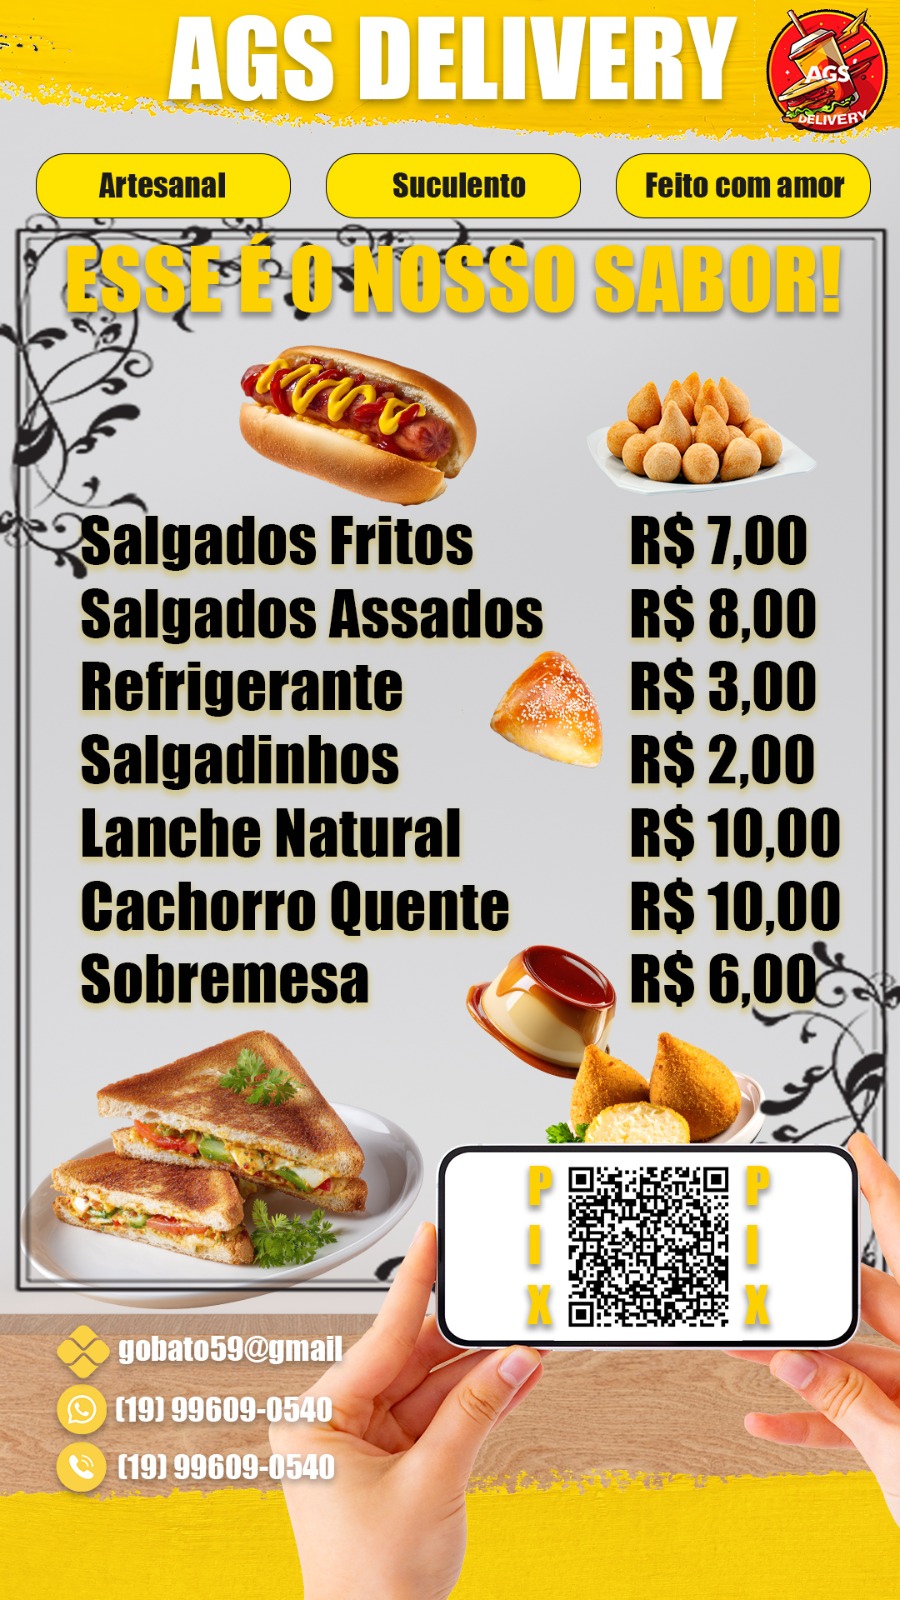 AGS DELIVERY
AGS
DELIVERY
Artesanal
Suculento
Feito com amor
ESSE É O NOSSO SABOR!
Salgados Fritos R$ 7,00
Salgados Assados R$ 8,00
Refrigerante R$ 3,00
Salgadinhos R$ 2,00
Lanche Natural R$ 10,00
Cachorro Quente R$ 10,00
Sobremesa R$ 6,00
PIX
PIX
gobato59@gmail
(19) 99609-0540
(19) 99609-0540